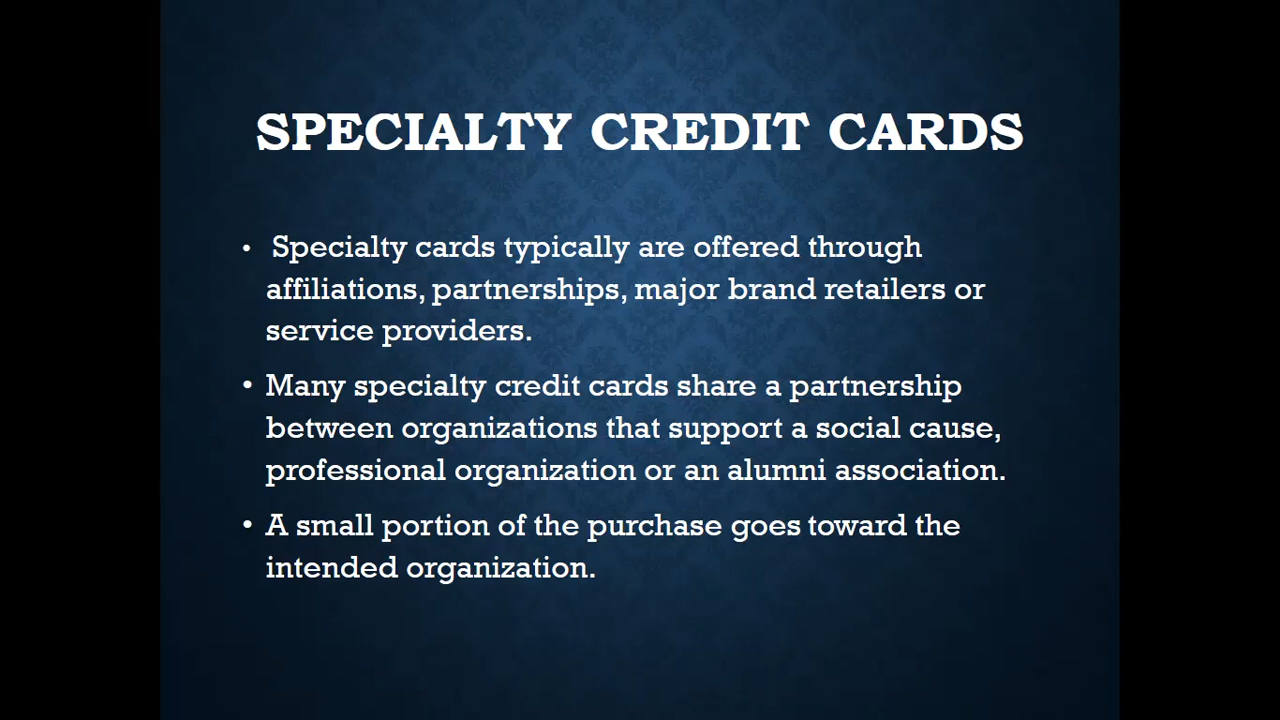 SPECIALTY CREDIT CARDS
• Specialty cards typically are offered through
affiliations, partnerships, major brand retailers or
service providers.
• Many specialty credit cards share a partnership
between organizations that support a social cause,
professional organization or an alumni association.
• A small portion of the purchase goes toward the
intended organization.